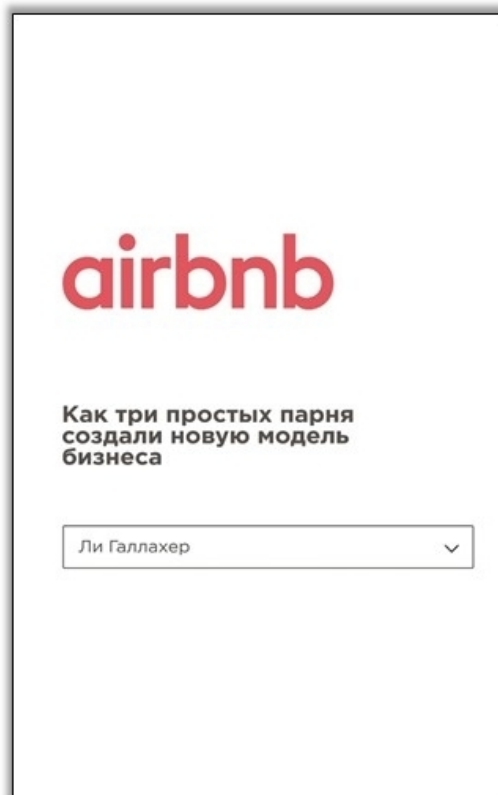 airbnb
Как три простых парня
создали новую модель
бизнеса
Ли Галлахер